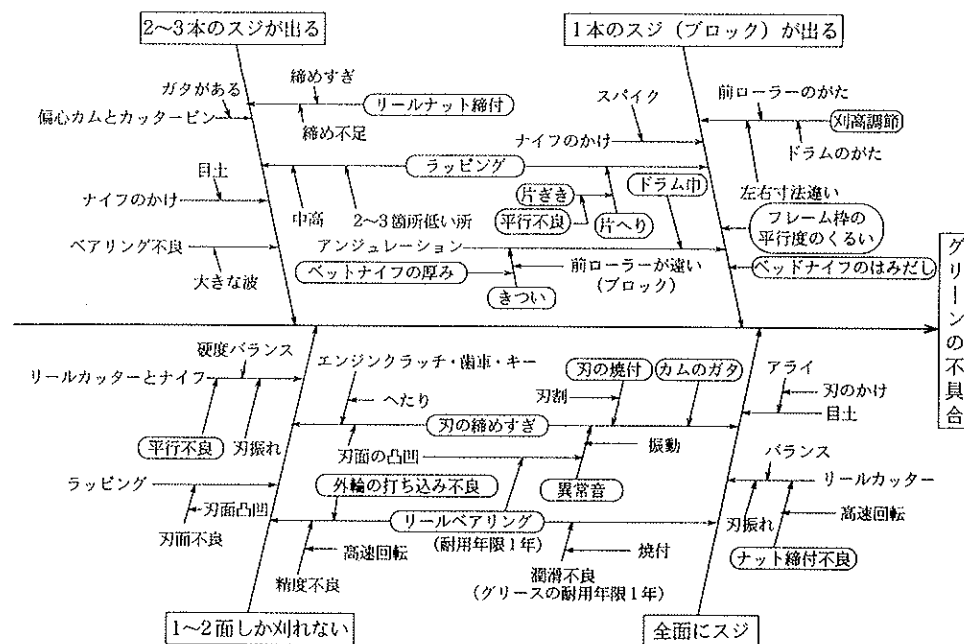 2～3本のスジが出る
1本のスジ（ブロック）が出る
ガタがある
偏心カムとカッターピン
締めすぎ
リールナット締付
締め不足
スパイク
ナイフのかけ
前ローラーのがた
刈高調節
ドラムのがた
左右寸法違い
目土
ナイフのかけ
ラッピング
中高
2～3箇所低い所
片ぎき
平行不良
片へり
ドラム巾
フレーム枠の
平行度のくるい
ベアリング不良
大きな波
アンジュレーション
ベットナイフの厚み
きつい
前ローラーが遠い
（ブロック）
ベッドナイフのはみだし
グリーンの不具合
硬度バランス
リールカッターとナイフ
平行不良
刃振れ
エンジンクラッチ・歯車・キー
へたり
刃の締めすぎ
刃面の凸凹
刃の焼付
刃割
カムのガタ
振動
異常音
アライ
刃のかけ
目土
ラッピング
刃面凸凹
刃面不良
外輪の打ち込み不良
リールベアリング
（耐用年限1年）
高速回転
精度不良
焼付
潤滑不良
（グリースの耐用年限1年）
バランス
リールカッター
刃振れ
高速回転
ナット締付不良
1～2面しか刈れない
全面にスジ